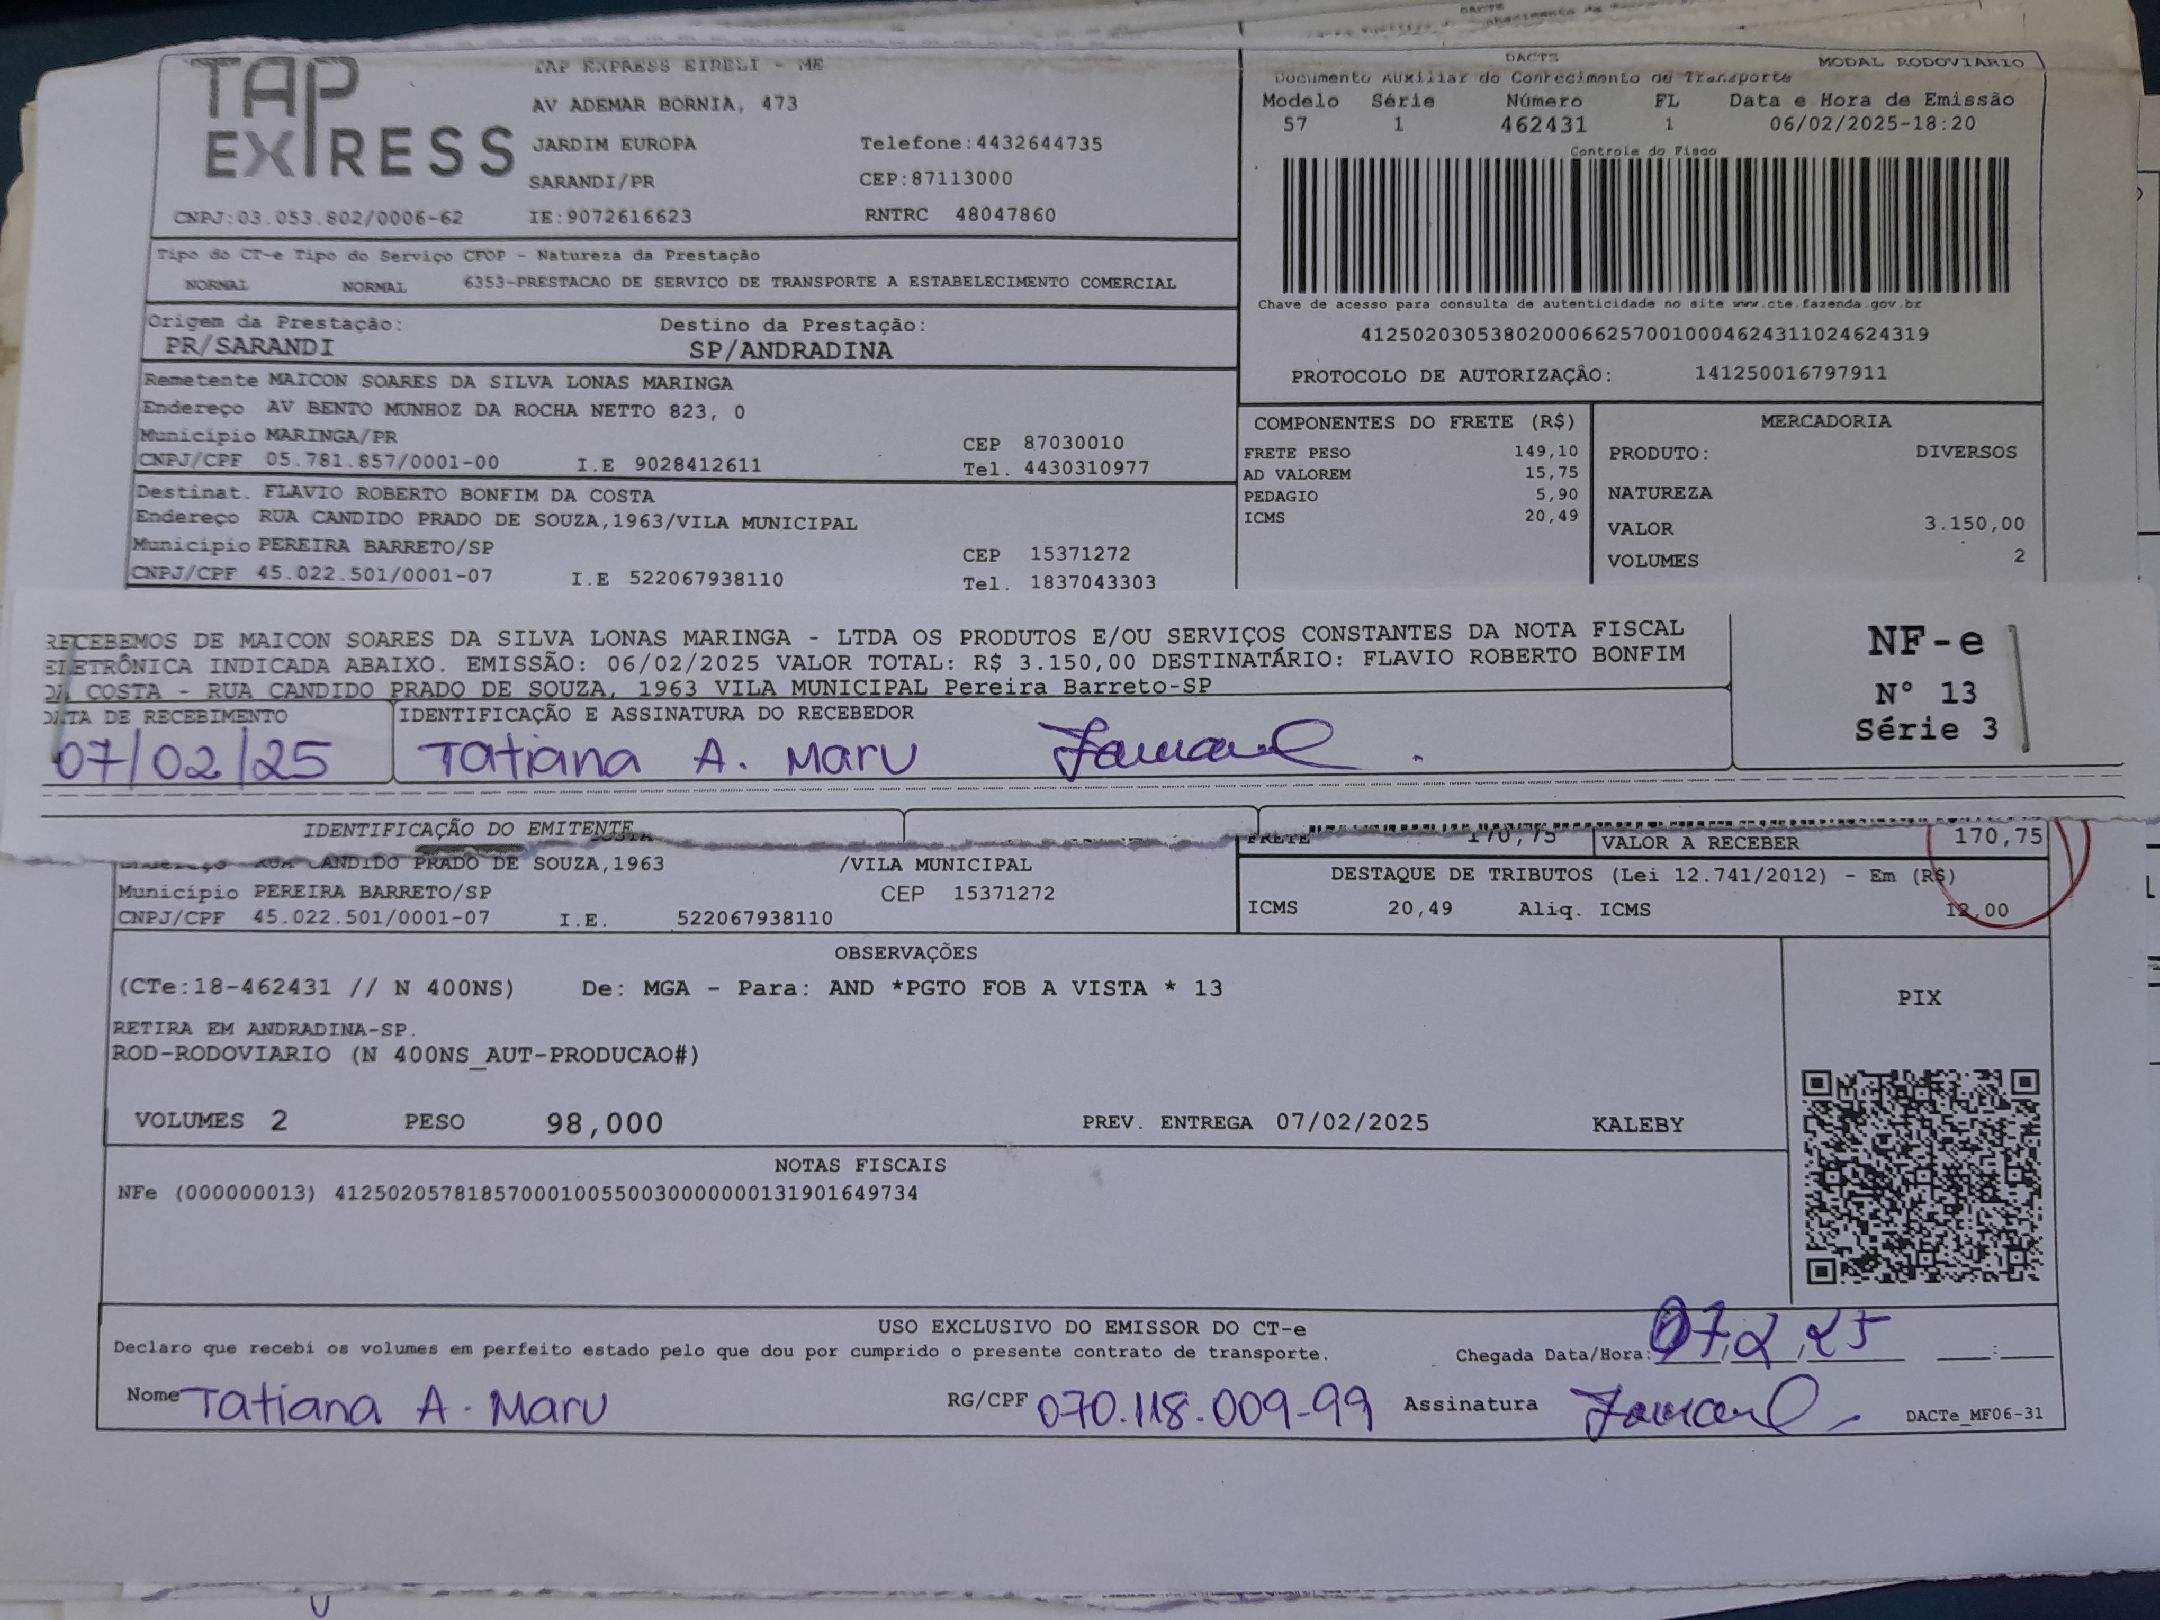 TAP EXPRESS
TAP EXPRESS EIRELI - ME
AV ADEMAR BORNIA, 473
JARDIM EUROPA Telefone:4432644735
SARANDI/PR CEP:87113000
CNPJ:03.053.802/0006-62 IE:9072616623 RNTRC 48047860
DACTE MODAL RODOVIARIO
Documento Auxiliar do Conhecimento de Transporte
Modelo Série Número FL Data e Hora de Emissão
57 1 462431 1 06/02/2025-18:20
Controle do Fisco
Chave de acesso para consulta de autenticidade no site www.cte.fazenda.gov.br
41250203053802000662570010004624311024624319
PROTOCOLO DE AUTORIZAÇÃO: 141250016797911
Tipo do CT-e Tipo do Serviço CFOP - Natureza da Prestação
NORMAL NORMAL 6353-PRESTACAO DE SERVICO DE TRANSPORTE A ESTABELECIMENTO COMERCIAL
Origem da Prestação: Destino da Prestação:
PR/SARANDI SP/ANDRADINA
Remetente MAICON SOARES DA SILVA LONAS MARINGA
Endereço AV BENTO MUNHOZ DA ROCHA NETTO 823, 0
Município MARINGA/PR CEP 87030010
CNPJ/CPF 05.781.857/0001-00 I.E 9028412611 Tel. 4430310977
Destinat. FLAVIO ROBERTO BONFIM DA COSTA
Endereço RUA CANDIDO PRADO DE SOUZA,1963/VILA MUNICIPAL
Município PEREIRA BARRETO/SP CEP 15371272
CNPJ/CPF 45.022.501/0001-07 I.E 522067938110 Tel. 1837043303
COMPONENTES DO FRETE (R$)
FRETE PESO 149,10
AD VALOREM 15,75
PEDAGIO 5,90
ICMS 20,49
MERCADORIA
PRODUTO: DIVERSOS
NATUREZA
VALOR 3.150,00
VOLUMES 2
RECEBEMOS DE MAICON SOARES DA SILVA LONAS MARINGA - LTDA OS PRODUTOS E/OU SERVIÇOS CONSTANTES DA NOTA FISCAL
ELETRÔNICA INDICADA ABAIXO. EMISSÃO: 06/02/2025 VALOR TOTAL: R$ 3.150,00 DESTINATÁRIO: FLAVIO ROBERTO BONFIM
DA COSTA - RUA CANDIDO PRADO DE SOUZA, 1963 VILA MUNICIPAL Pereira Barreto-SP
DATA DE RECEBIMENTO IDENTIFICAÇÃO E ASSINATURA DO RECEBEDOR
07/02/25 Tatiana A. Maru
NF-e
N° 13
Série 3
IDENTIFICAÇÃO DO EMITENTE
FRETE 170,75 VALOR A RECEBER 170,75
Endereço RUA CANDIDO PRADO DE SOUZA,1963 /VILA MUNICIPAL
Município PEREIRA BARRETO/SP CEP 15371272
CNPJ/CPF 45.022.501/0001-07 I.E. 522067938110
DESTAQUE DE TRIBUTOS (Lei 12.741/2012) - Em (R$)
ICMS 20,49 Aliq. ICMS 12,00
OBSERVAÇÕES
(CTe:18-462431 // N 400NS) De: MGA - Para: AND *PGTO FOB A VISTA * 13
RETIRA EM ANDRADINA-SP.
ROD-RODOVIARIO (N 400NS_AUT-PRODUCAO#)
VOLUMES 2 PESO 98,000 PREV. ENTREGA 07/02/2025 KALEBY
PIX
NOTAS FISCAIS
NFe (000000013) 41250205781857000100550030000000131901649734
USO EXCLUSIVO DO EMISSOR DO CT-e
Declaro que recebi os volumes em perfeito estado pelo que dou por cumprido o presente contrato de transporte. Chegada Data/Hora: 07,2,25 :
Nome Tatiana A. Maru RG/CPF 070.118.009-99 Assinatura DACTe_MF06-31